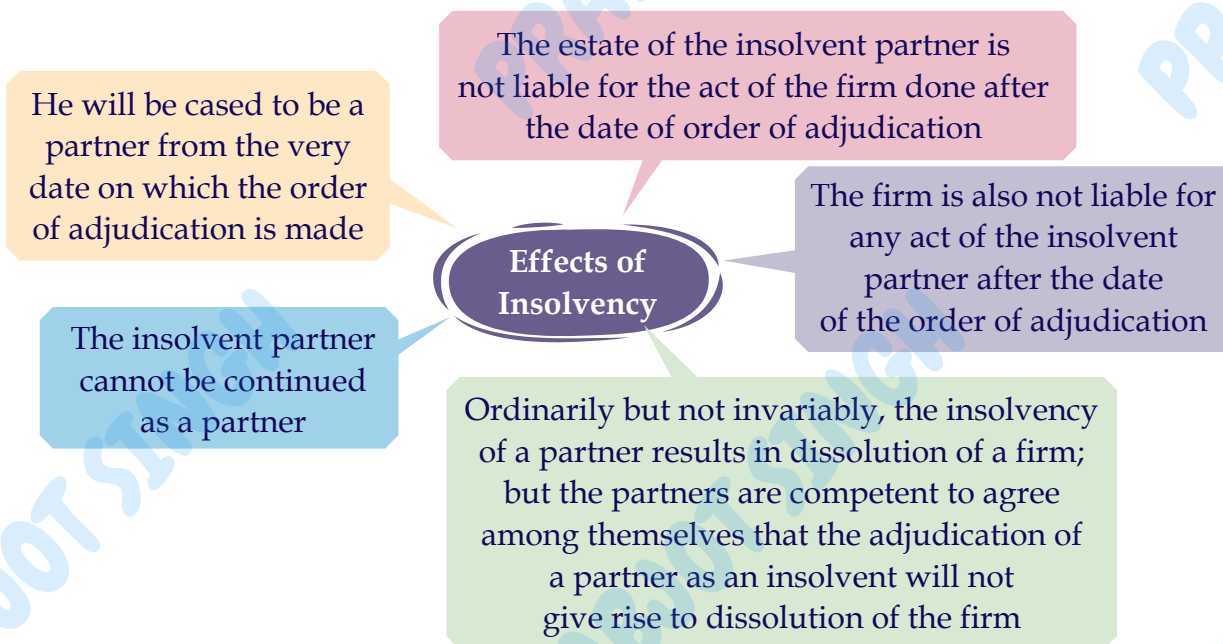 The estate of the insolvent partner is
not liable for the act of the firm done after
the date of order of adjudication
He will be cased to be a
partner from the very
date on which the order
of adjudication is made
The firm is also not liable for
any act of the insolvent
partner after the date
of the order of adjudication
Effects of
Insolvency
The insolvent partner
cannot be continued
as a partner
Ordinarily but not invariably, the insolvency
of a partner results in dissolution of a firm;
but the partners are competent to agree
among themselves that the adjudication of
a partner as an insolvent will not
give rise to dissolution of the firm
SINGH
SINGH